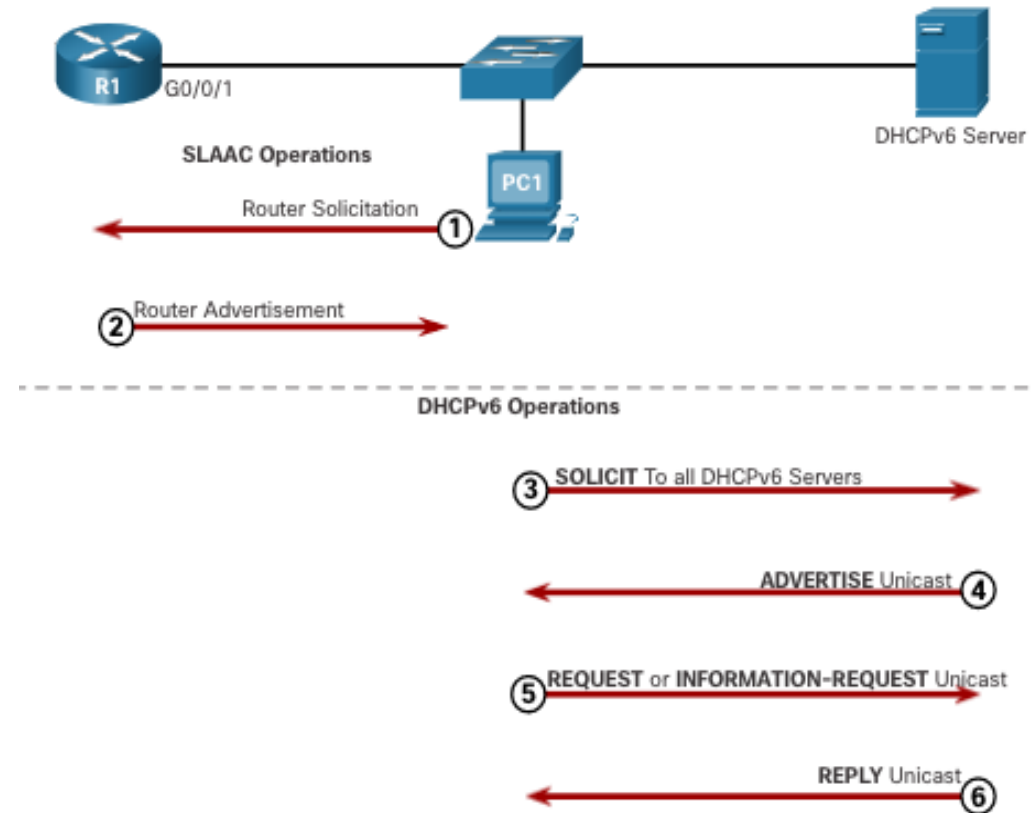 R1
G0/0/1
DHCPv6 Server
SLAAC Operations
PC1
Router Solicitation
1
Router Advertisement
2
DHCPv6 Operations
SOLICIT To all DHCPv6 Servers
3
ADVERTISE Unicast
4
REQUEST or INFORMATION-REQUEST Unicast
5
REPLY Unicast
6